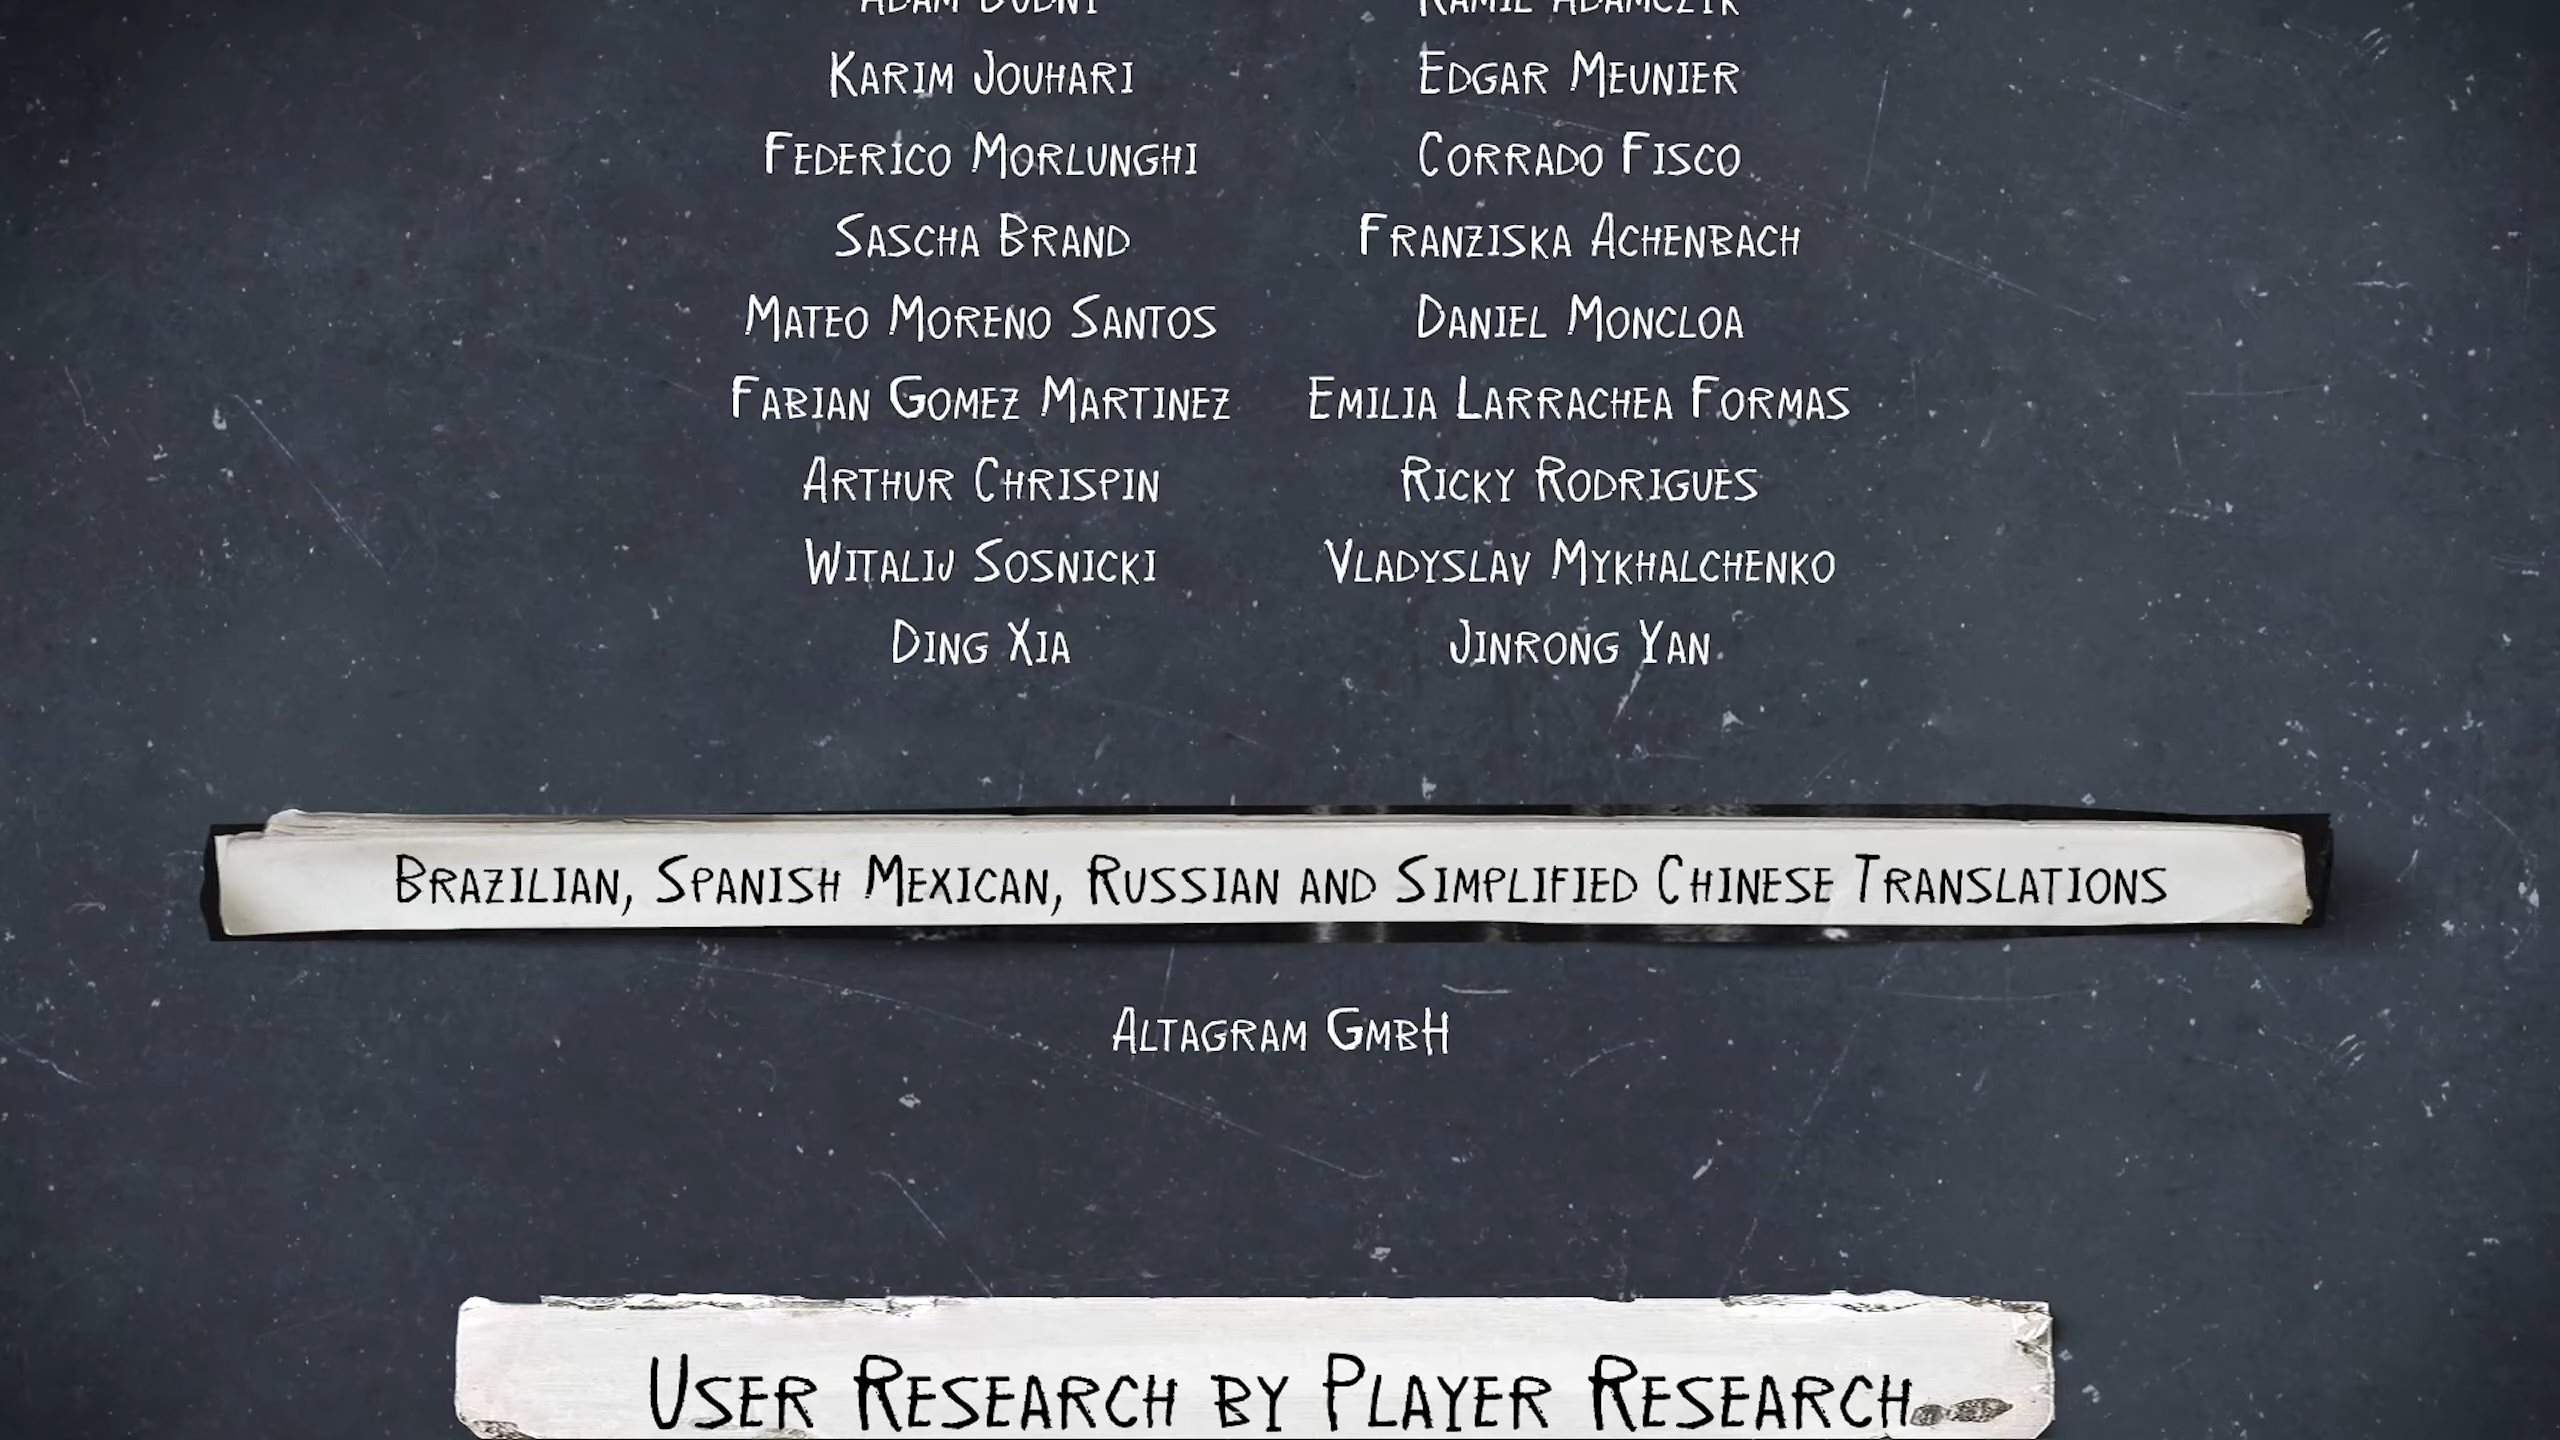 Karim Jouhari Edgar Meunier
Federico Morlunghi Corrado Fisco
Sascha Brand Franziska Achenbach
Mateo Moreno Santos Daniel Moncloa
Fabian Gomez Martinez Emilia Larrachea Formas
Arthur Chrispin Ricky Rodrigues
Witalij Sosnicki Vladyslav Mykhalchenko
Ding Xia Jinrong Yan
Brazilian, Spanish Mexican, Russian and Simplified Chinese Translations
Altagram GmbH
User Research by Player Research